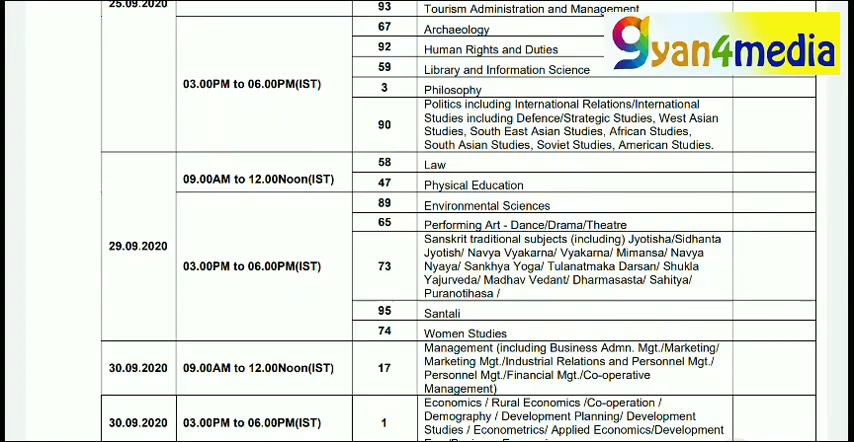 25.09.2020
93 Tourism Administration and Management
gyan4media
03.00PM to 06.00PM(IST)
67 Archaeology
92 Human Rights and Duties
59 Library and Information Science
3 Philosophy
90
Politics including International Relations/International
Studies including Defence/Strategic Studies, West Asian
Studies, South East Asian Studies, African Studies,
South Asian Studies, Soviet Studies, American Studies.
29.09.2020
09.00AM to 12.00Noon(IST)
58 Law
47 Physical Education
03.00PM to 06.00PM(IST)
89 Environmental Sciences
65 Performing Art - Dance/Drama/Theatre
73
Sanskrit traditional subjects (including) Jyotisha/Sidhanta
Jyotish/ Navya Vyakarna/ Vyakarna/ Mimansa/ Navya
Nyaya/ Sankhya Yoga/ Tulanatmaka Darsan/ Shukla
Yajurveda/ Madhav Vedant/ Dharmasasta/ Sahitya/
Puranotihasa /
95 Santali
74 Women Studies
30.09.2020
09.00AM to 12.00Noon(IST)
17
Management (including Business Admn. Mgt./Marketing/
Marketing Mgt./Industrial Relations and Personnel Mgt./
Personnel Mgt./Financial Mgt./Co-operative
Management)
30.09.2020
03.00PM to 06.00PM(IST)
1
Economics / Rural Economics /Co-operation /
Demography / Development Planning/ Development
Studies / Econometrics/ Applied Economics/Development